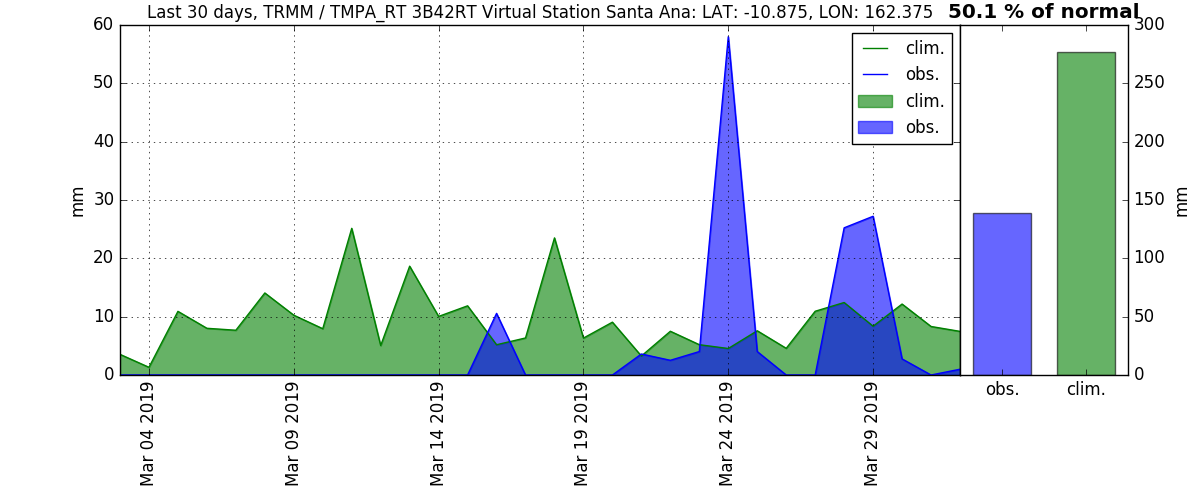 Last 30 days, TRMM / TMPA_RT 3B42RT Virtual Station Santa Ana: LAT: -10.875, LON: 162.375
50.1 % of normal
60
50
40
30
20
10
0
mm
clim.
obs.
clim.
obs.
Mar 04 2019
Mar 09 2019
Mar 14 2019
Mar 19 2019
Mar 24 2019
Mar 29 2019
300
250
200
150
100
50
0
mm
obs.
clim.